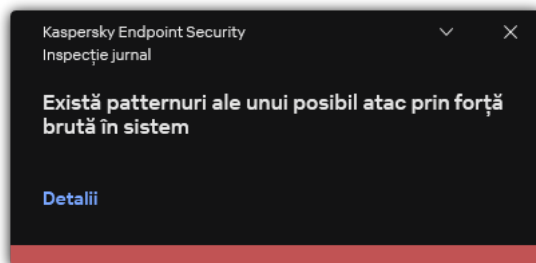 Kaspersky Endpoint Security
Inspecție jurnal
Există patternuri ale unui posibil atac prin forță
brută în sistem
Detalii